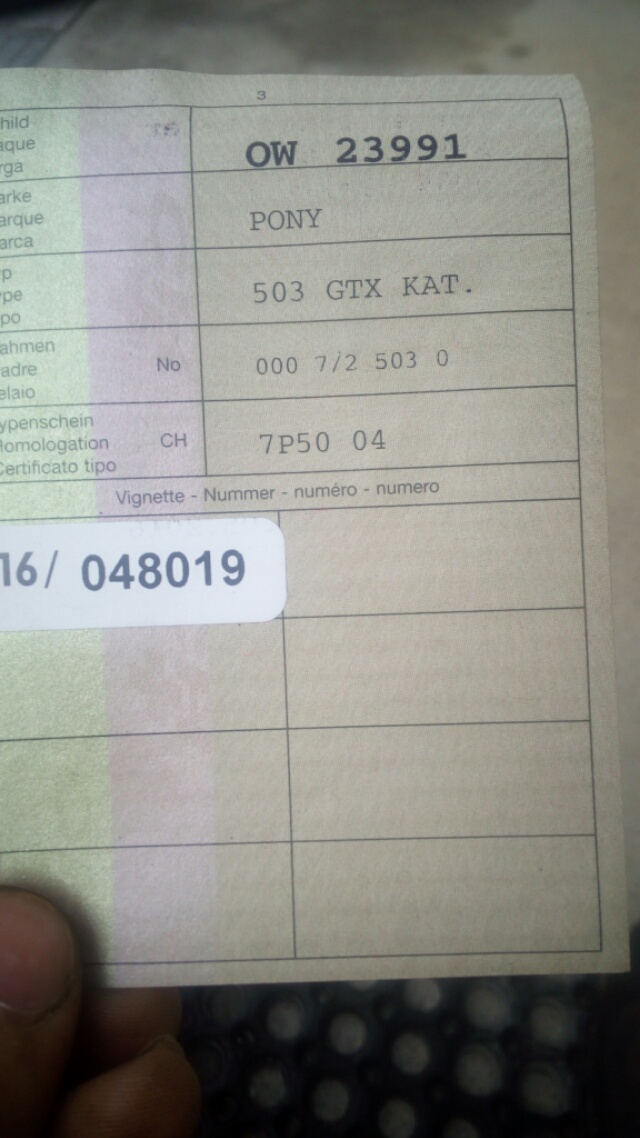 3
hild
aque
rga
OW 23991
arke
arque
arca
PONY
p
pe
po
503 GTX KAT.
ahmen
adre
elaio
No
000 7/2 503 0
ypenschein
Homologation
Certificato tipo
CH
7P50 04
Vignette - Nummer - numéro - numero
16/ 048019